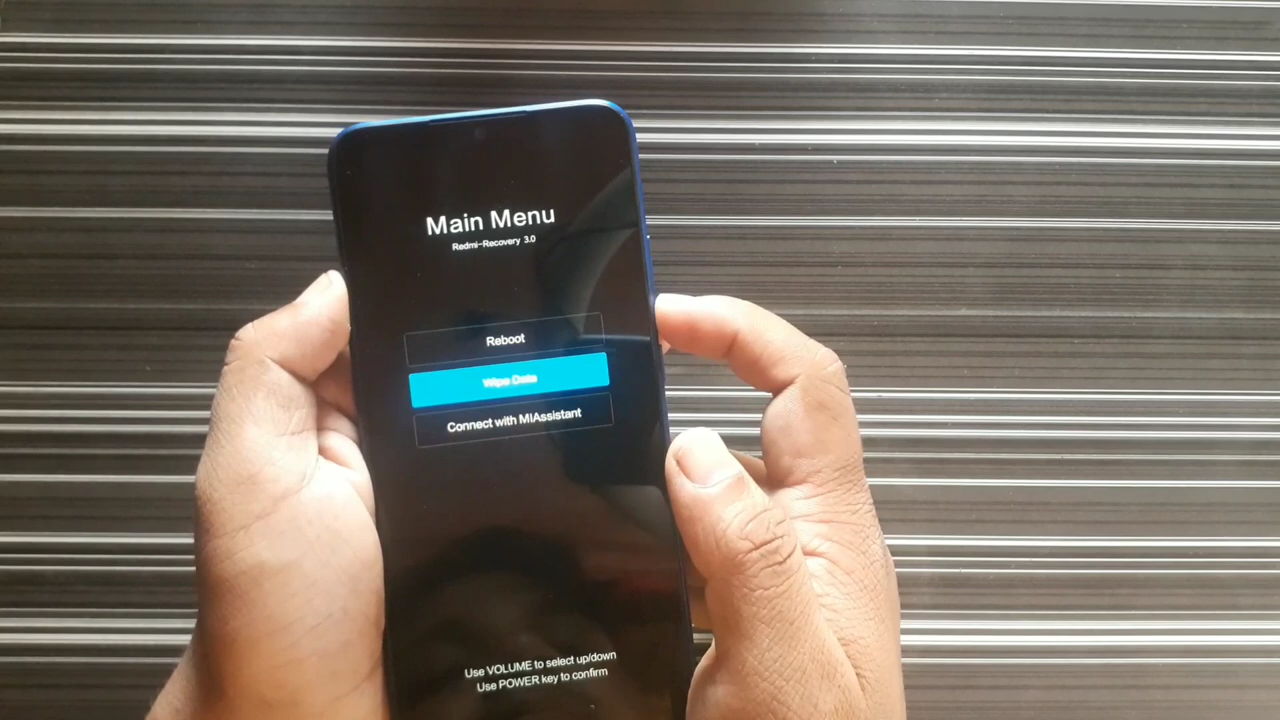 Main Menu
Redmi-Recovery 3.0
Reboot
Wipe Data
Connect with MIAssistant
Use VOLUME to select up/down
Use POWER key to confirm